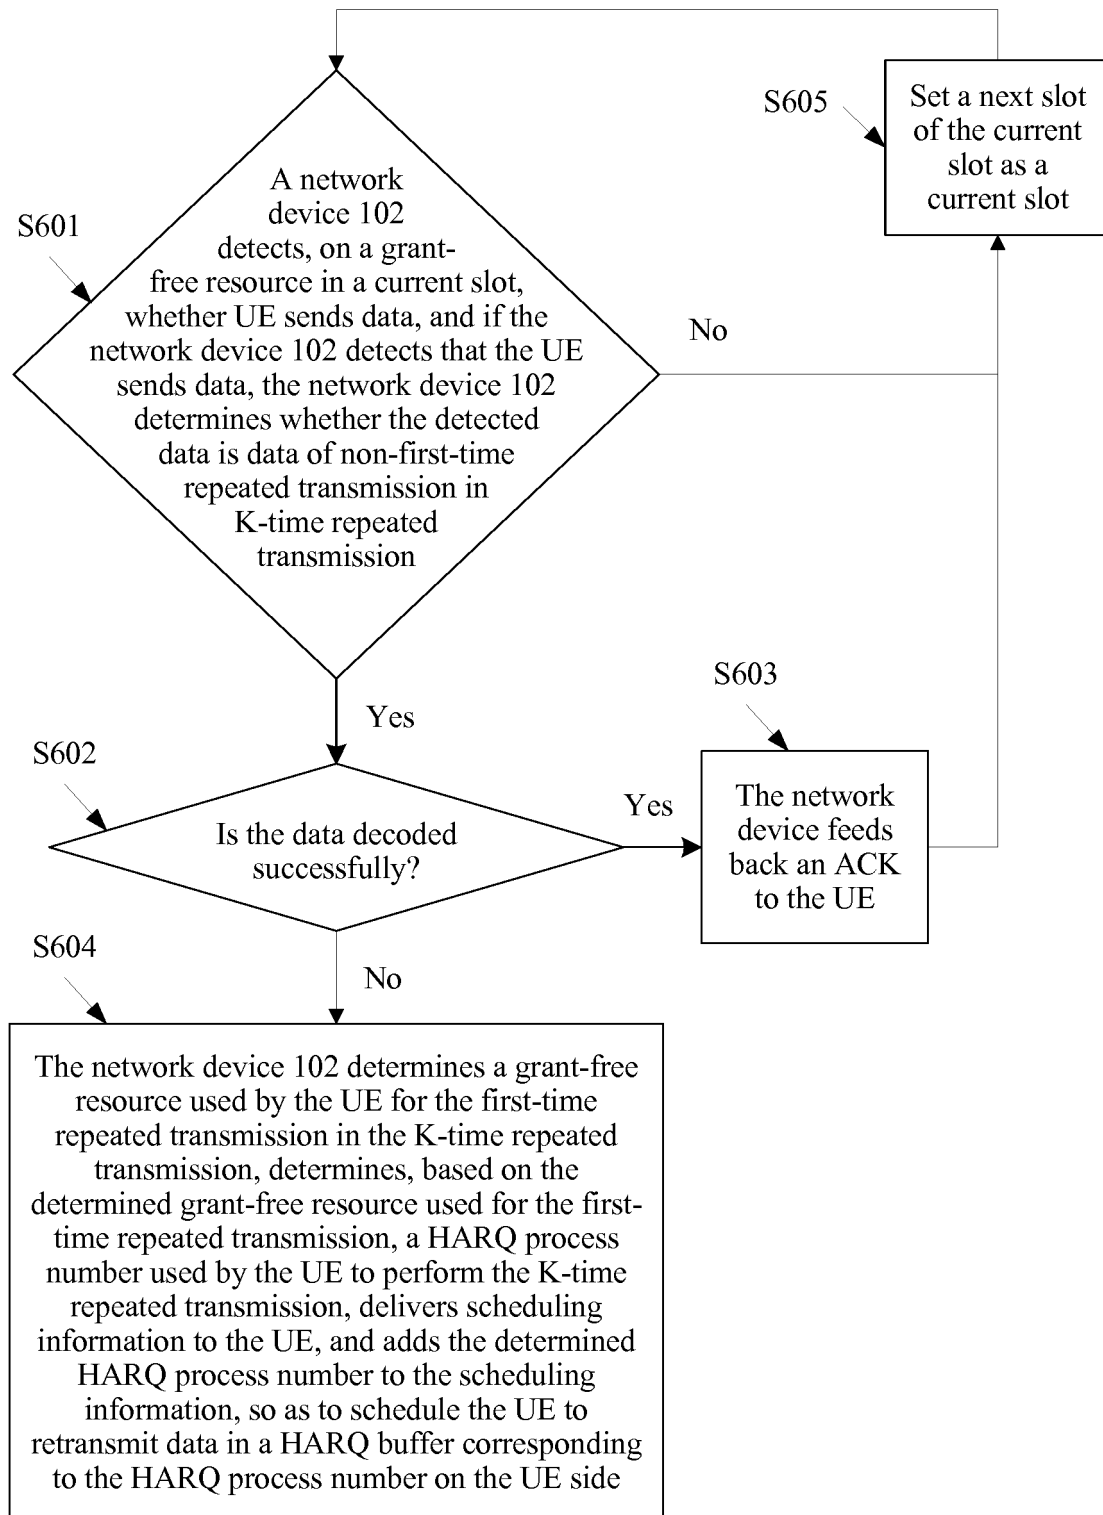 S605
Set a next slot
of the current
slot as a
current slot
S601
A network
device 102
detects, on a grant-
free resource in a current slot,
whether UE sends data, and if the
network device 102 detects that the UE
sends data, the network device 102
determines whether the detected
data is data of non-first-time
repeated transmission in
K-time repeated
transmission
No
Yes
S603
S602
Is the data decoded
successfully?
Yes
The network
device feeds
back an ACK
to the UE
S604
No
The network device 102 determines a grant-free
resource used by the UE for the first-time
repeated transmission in the K-time repeated
transmission, determines, based on the
determined grant-free resource used for the first-
time repeated transmission, a HARQ process
number used by the UE to perform the K-time
repeated transmission, delivers scheduling
information to the UE, and adds the determined
HARQ process number to the scheduling
information, so as to schedule the UE to
retransmit data in a HARQ buffer corresponding
to the HARQ process number on the UE side